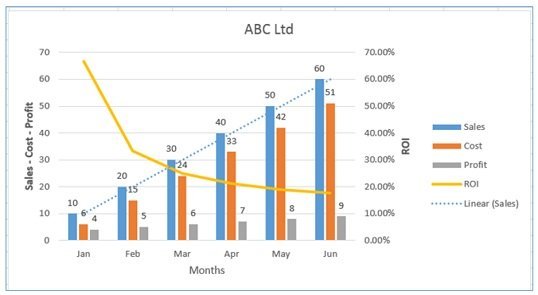 ABC Ltd
Sales - Cost - Profit
70
60
50
40
30
20
10
0
10
6
4
20
15
5
30
24
6
40
33
7
50
42
8
60
51
9
Jan
Feb
Mar
Apr
May
Jun
Months
70.00%
60.00%
50.00%
40.00%
30.00%
20.00%
10.00%
0.00%
ROI
Sales
Cost
Profit
ROI
Linear (Sales)